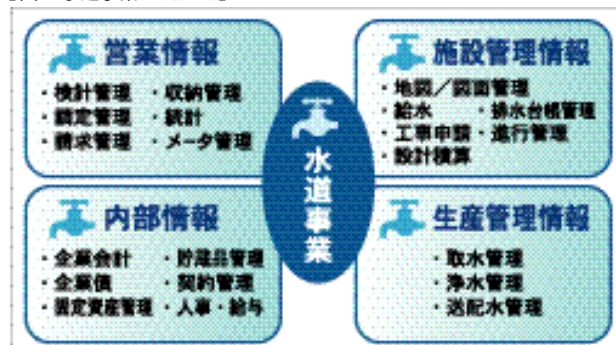 営業情報
・検針管理 ・収納管理
・調定管理 ・統計
・請求管理 ・メータ管理
施設管理情報
・地図／図面管理
・給水 ・排水台帳管理
・工事申請 ・進行管理
・設計積算
水道事業
内部情報
・企業会計 ・貯蔵品管理
・企業債 ・契約管理
・固定資産管理 ・人事・給与
生産管理情報
・取水管理
・浄水管理
・送配水管理